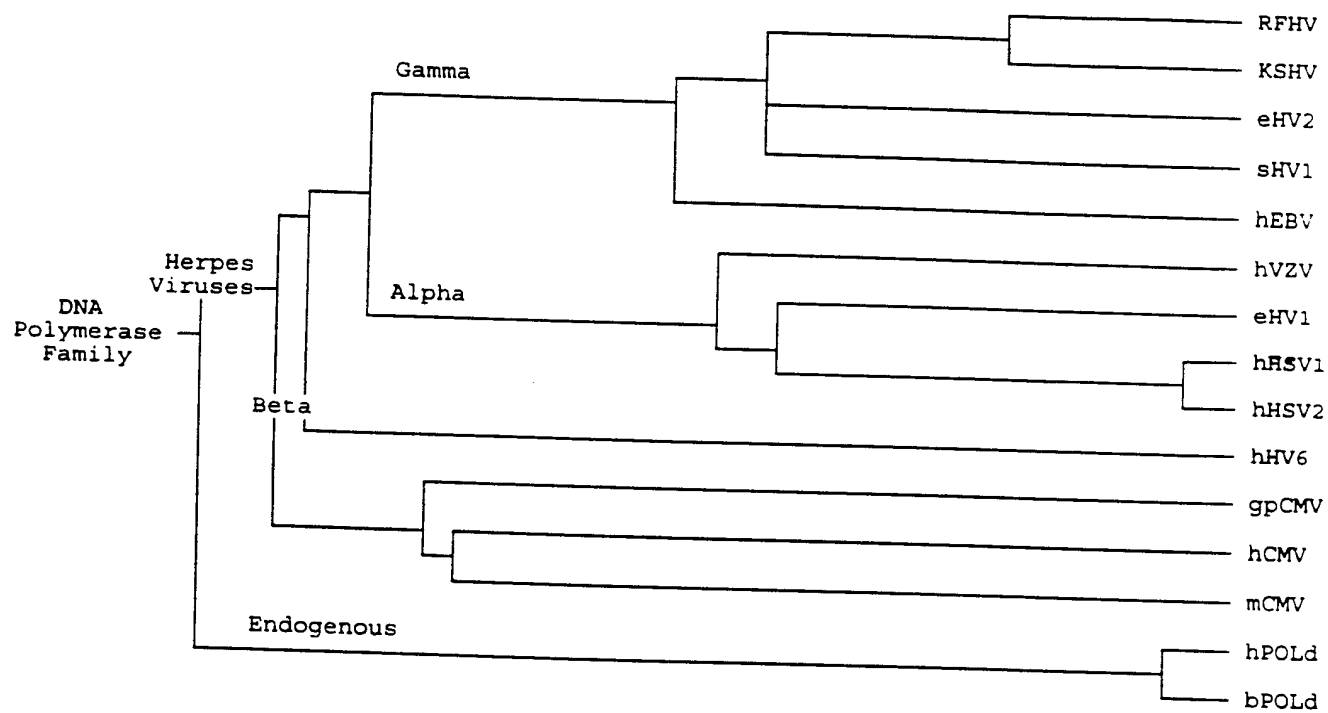 RFHV
KSHV
Gamma
eHV2
sHV1
hEBV
Herpes
Viruses
hVZV
Alpha
DNA
Polymerase
Family
eHV1
hHSV1
hHSV2
Beta
hHV6
gpCMV
hCMV
mCMV
Endogenous
hPOLd
bPOLd